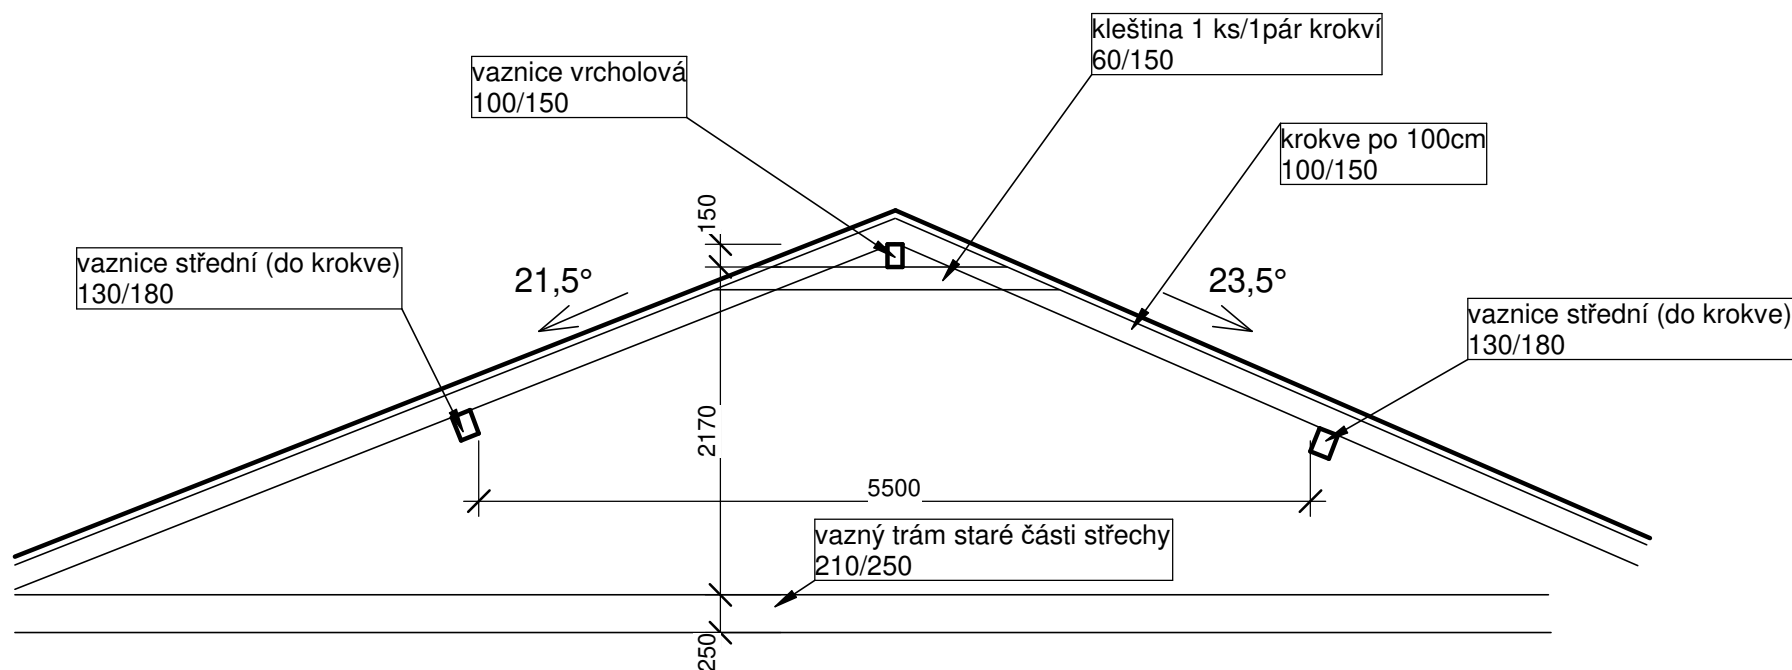 kleština 1 ks/1pár krokví
60/150
vaznice vrcholová
100/150
krokve po 100cm
100/150
150
vaznice střední (do krokve)
130/180
21,5°
23,5°
vaznice střední (do krokve)
130/180
2170
5500
vazný trám staré části střechy
210/250
250